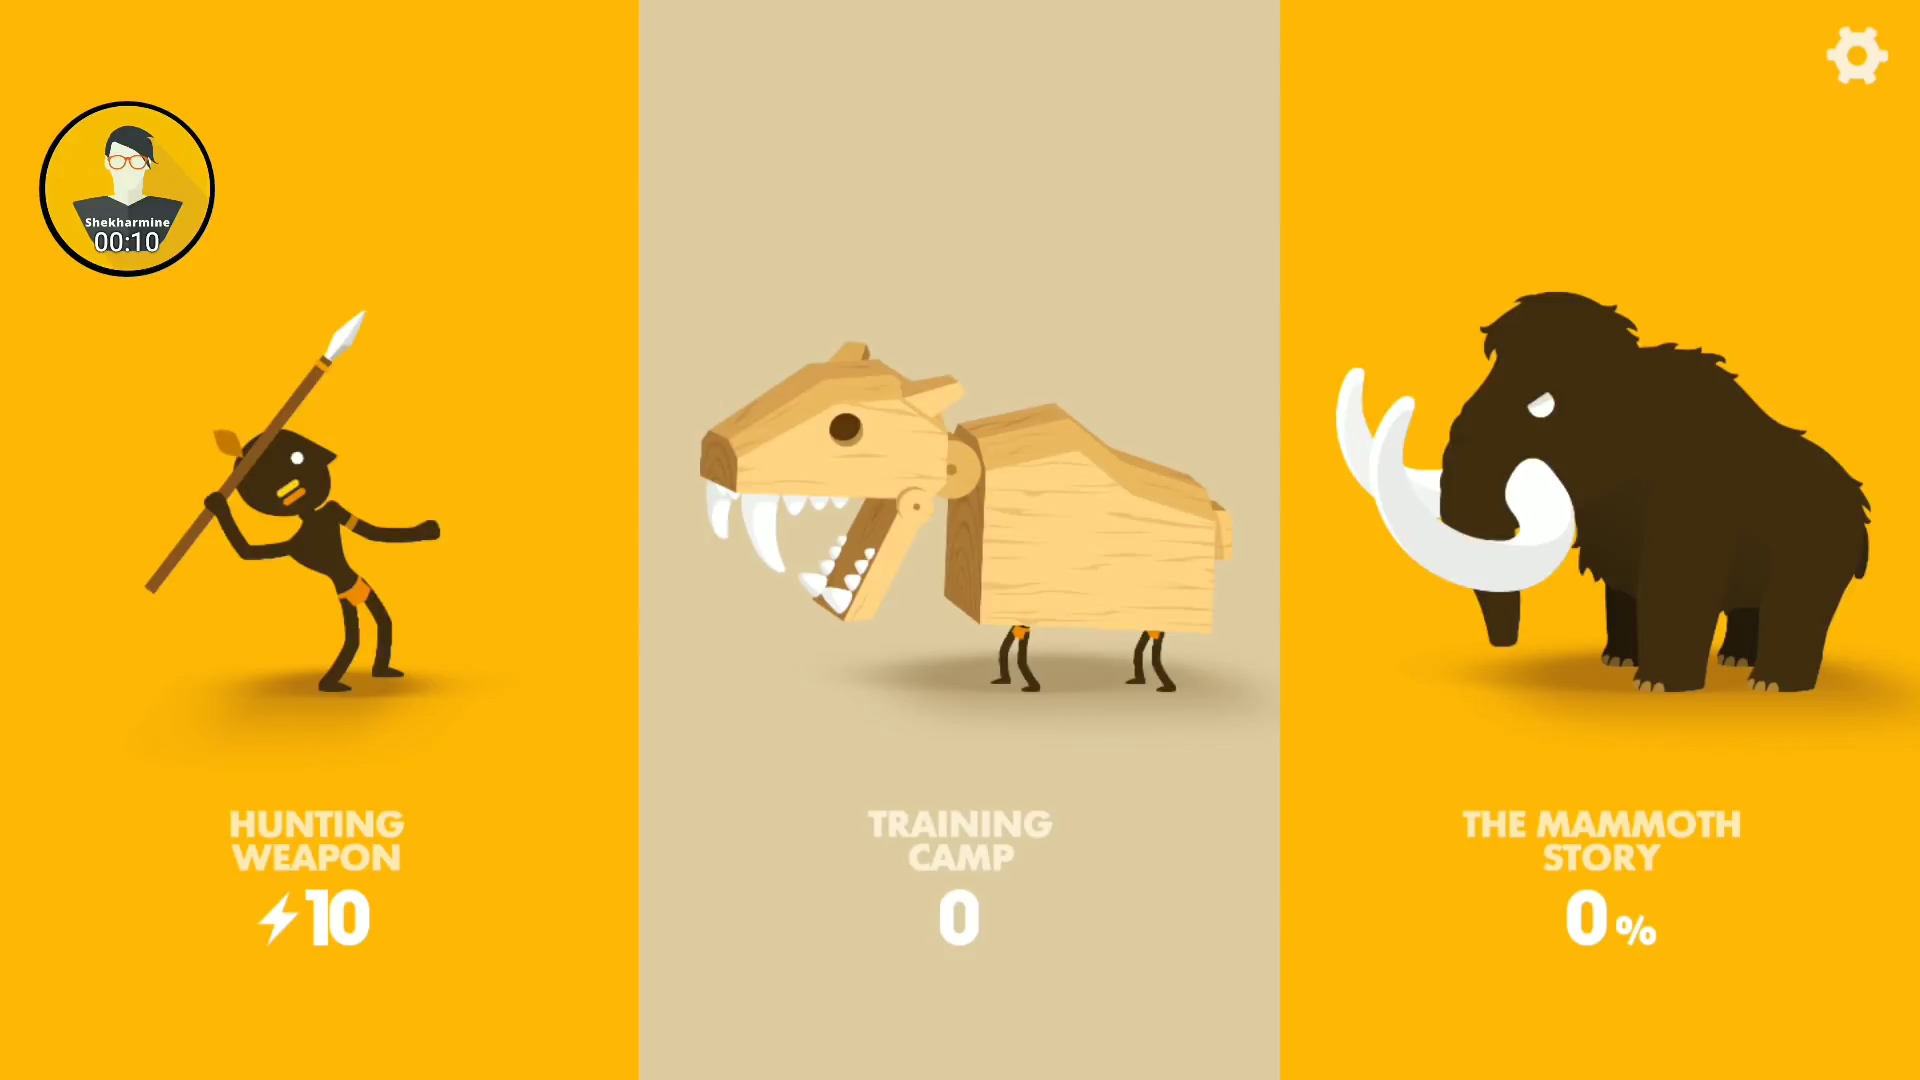 Shekharmine
00:10
HUNTING
WEAPON
10
TRAINING
CAMP
0
THE MAMMOTH
STORY
0 %